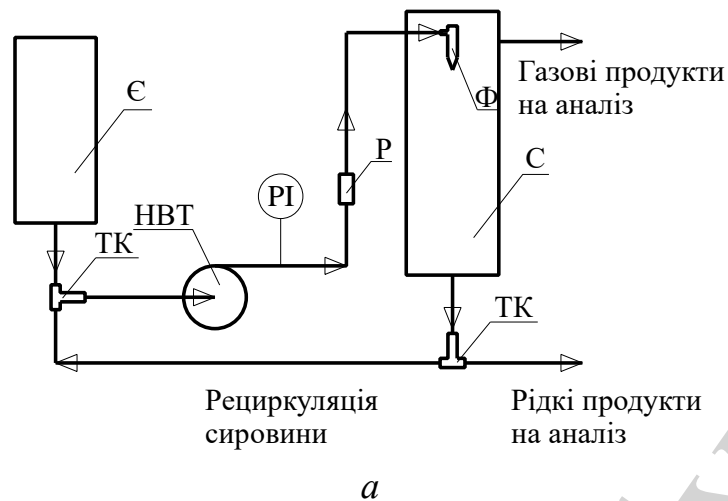 Є
ТК
НВТ
PI
Р
Ф
С
Газові продукти
на аналіз
ТК
Рециркуляція
сировини
Рідкі продукти
на аналіз
а